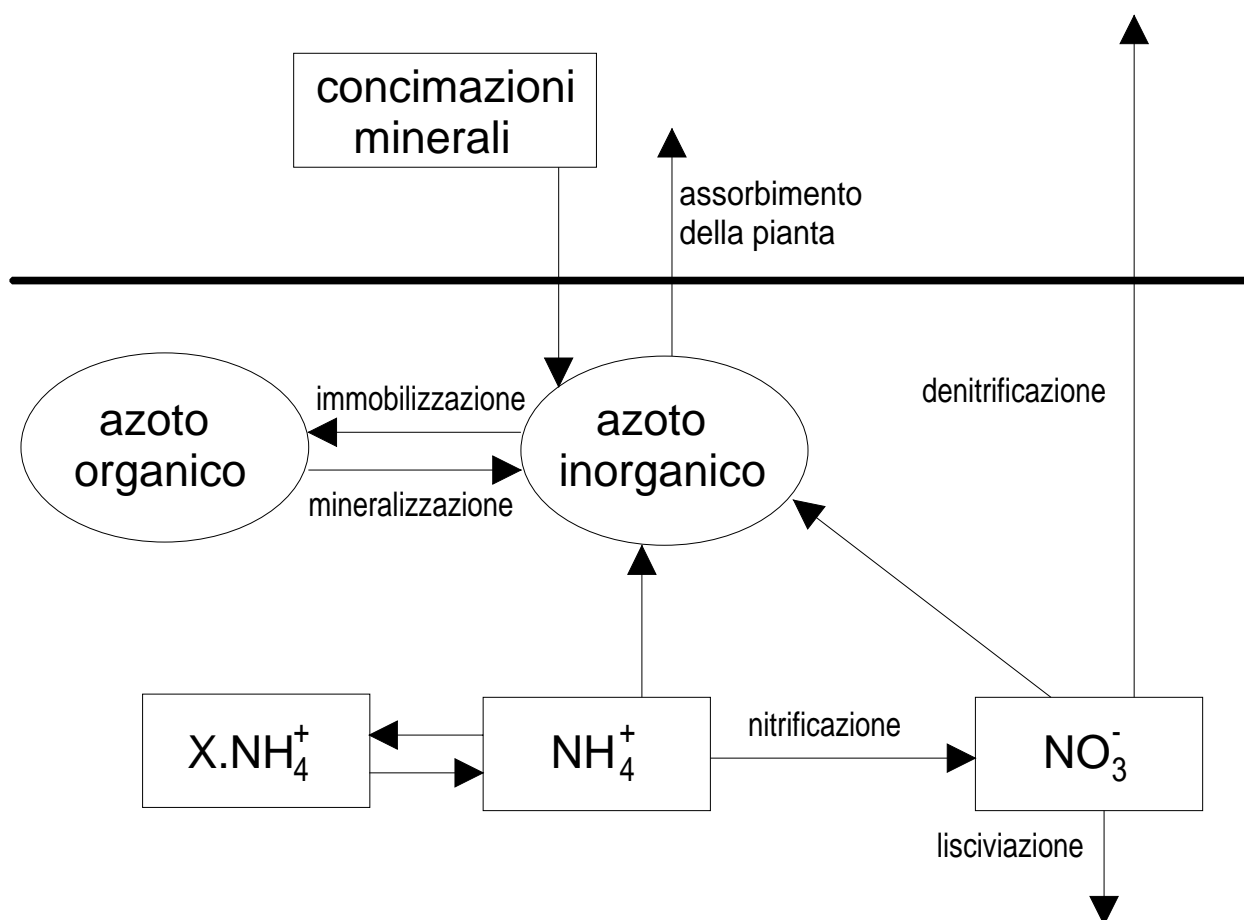 concimazioni
minerali
assorbimento
della pianta
immobilizzazione
denitrificazione
azoto
organico
azoto
inorganico
mineralizzazione
X.NH₄⁺
NH₄⁺
nitrificazione
NO₃⁻
lisciviazione